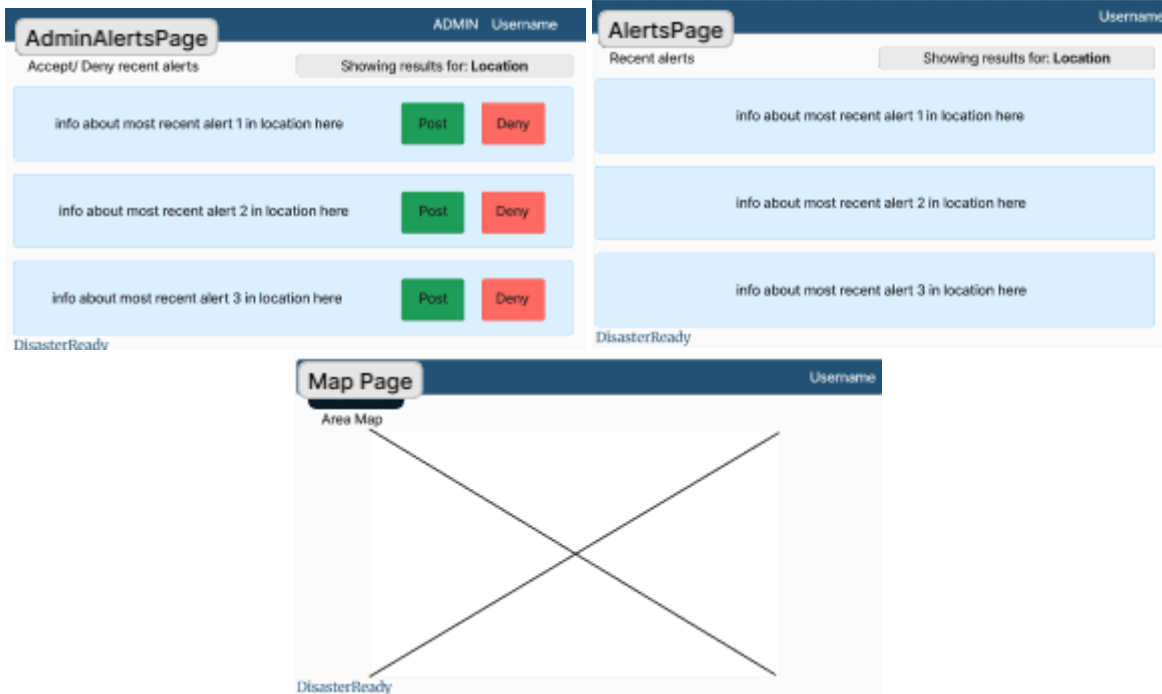 ADMIN Username
AdminAlertsPage
Accept/ Deny recent alerts
Showing results for: Location
info about most recent alert 1 in location here
Post
Deny
info about most recent alert 2 in location here
Post
Deny
info about most recent alert 3 in location here
Post
Deny
DisasterReady
Username
AlertsPage
Recent alerts
Showing results for: Location
info about most recent alert 1 in location here
info about most recent alert 2 in location here
info about most recent alert 3 in location here
DisasterReady
Map Page
Username
Area Map
DisasterReady